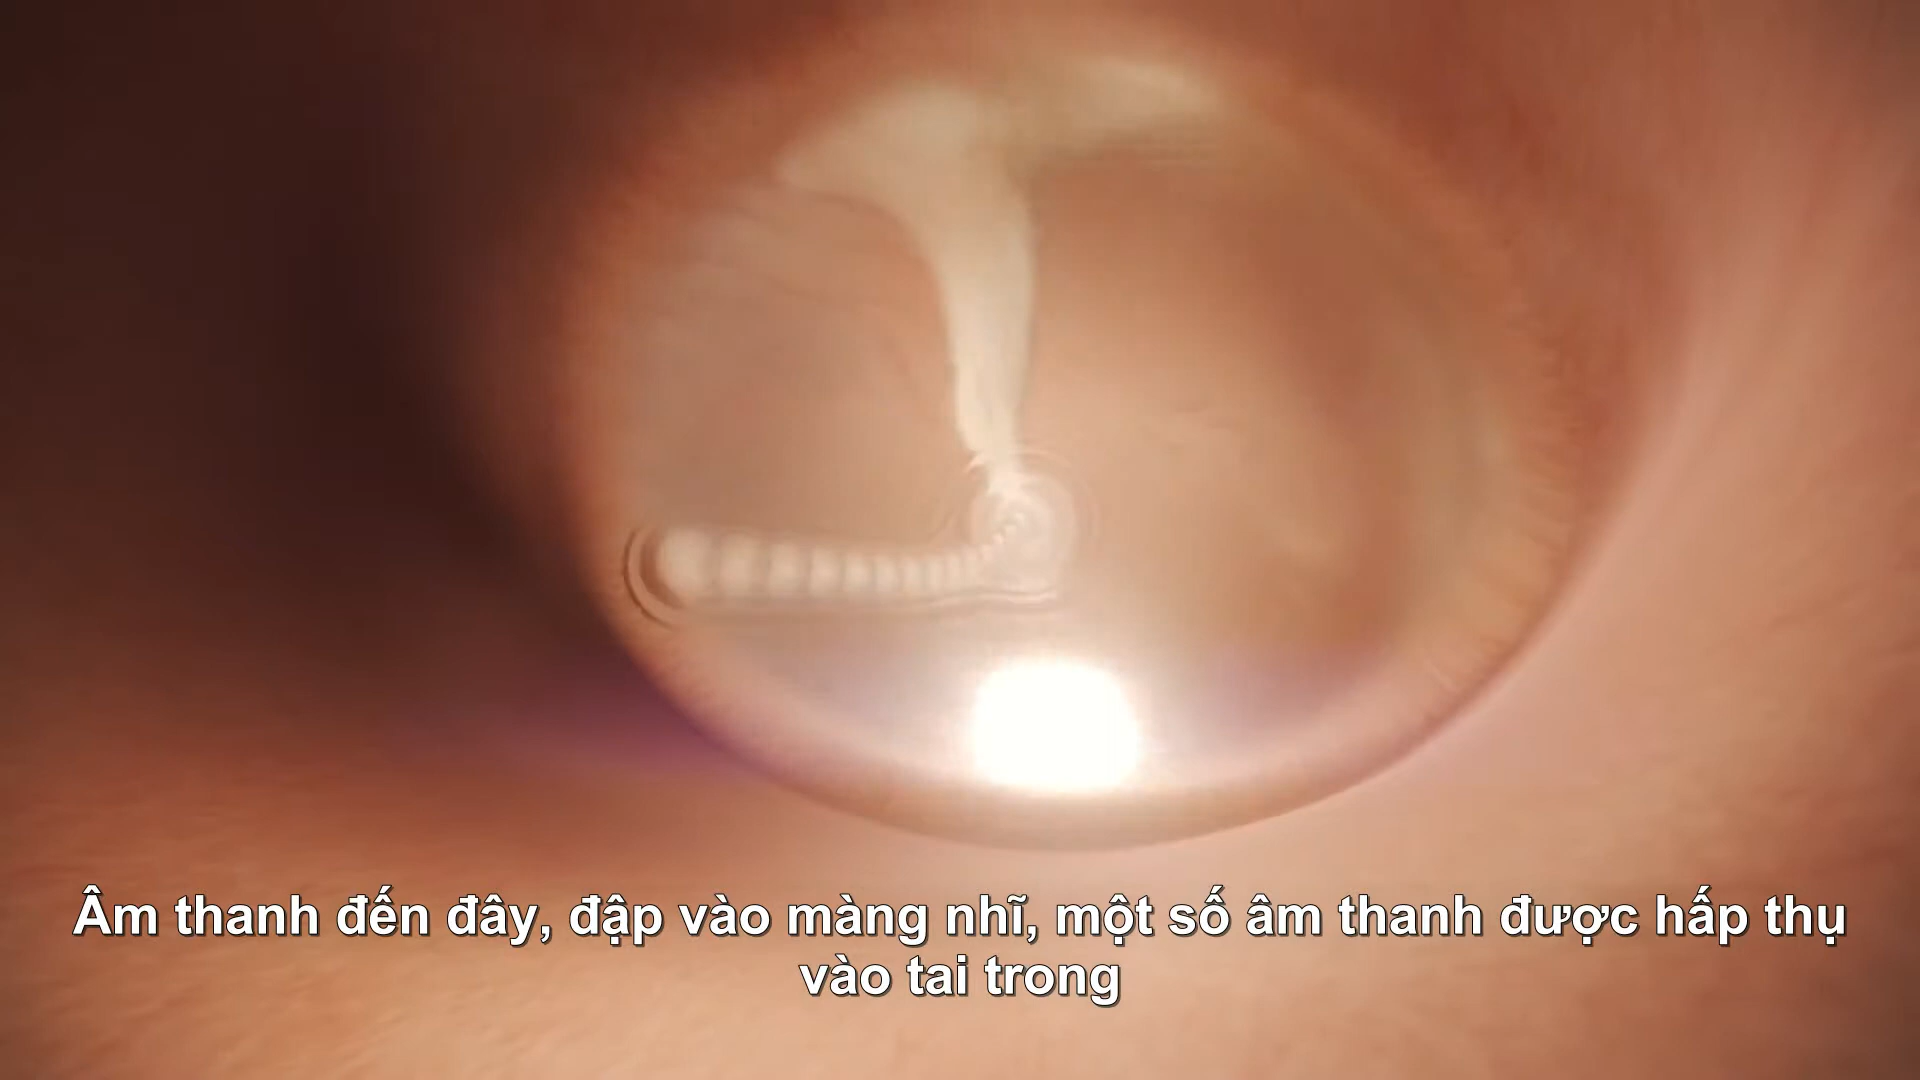 Âm thanh đến đây, đập vào màng nhĩ, một số âm thanh được hấp thụ
vào tai trong